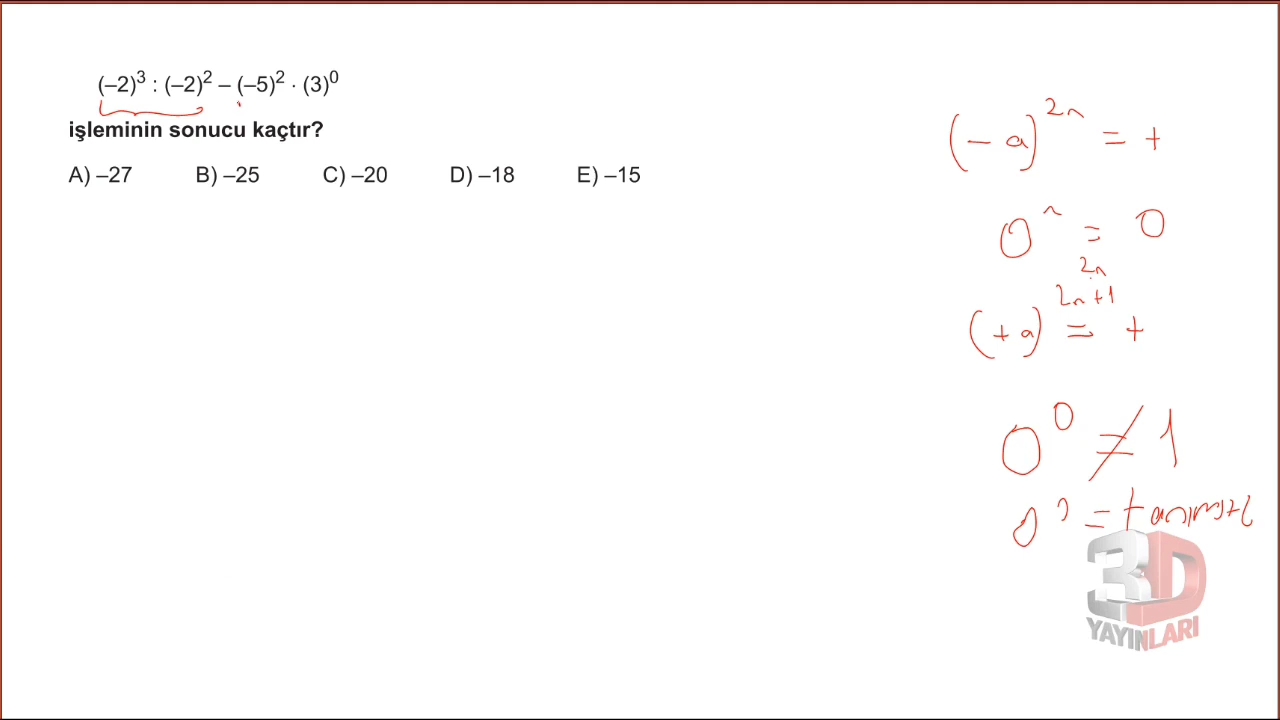 (–2)³ : (–2)² – (–5)² · (3)⁰
işleminin sonucu kaçtır?
A) –27 B) –25 C) –20 D) –18 E) –15
(– a)²ⁿ = +
0ⁿ = 0
2n
(+ a)²ⁿ⁺¹ = +
0⁰ ≠ 1
0⁰ = tanımsız
3D
YAYINLARI